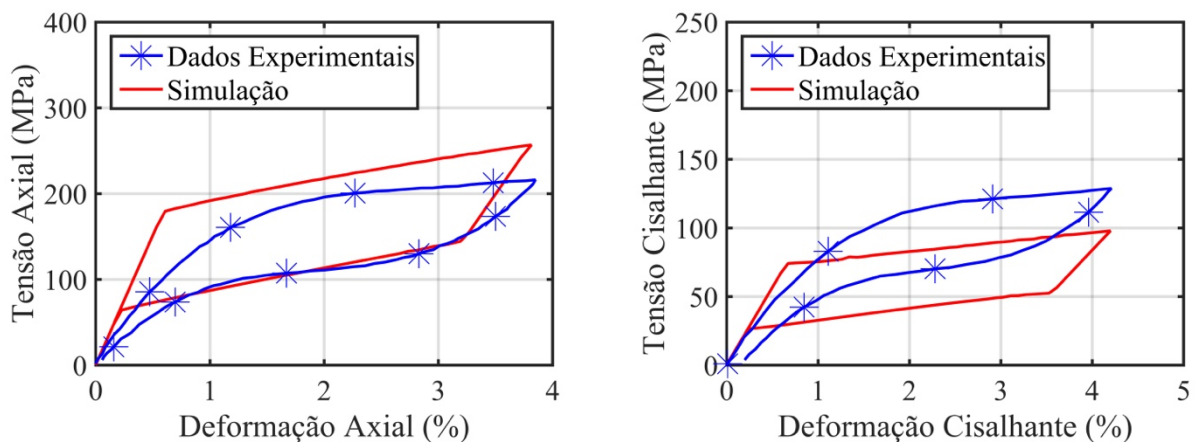 400
300
200
100
0
Tensão Axial (MPa)
Dados Experimentais
Simulação
0 1 2 3 4
Deformação Axial (%)
250
200
150
100
50
0
Tensão Cisalhante (MPa)
Dados Experimentais
Simulação
0 1 2 3 4 5
Deformação Cisalhante (%)